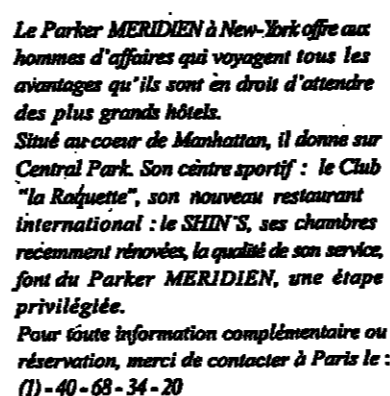 Le Parker MERIDIEN à New-York offre aux
hommes d'affaires qui voyagent tous les
avantages qu'ils sont en droit d'attendre
des plus grands hôtels.
Situé au coeur de Manhattan, il donne sur
Central Park. Son centre sportif : le Club
"la Raquette", son nouveau restaurant
international : le SHIN'S, ses chambres
recemment rénovées, la qualité de son service,
font du Parker MERIDIEN, une étape
privilégiée.
Pour toute information complémentaire ou
réservation, merci de contacter à Paris le :
(1) - 40 - 68 - 34 - 20